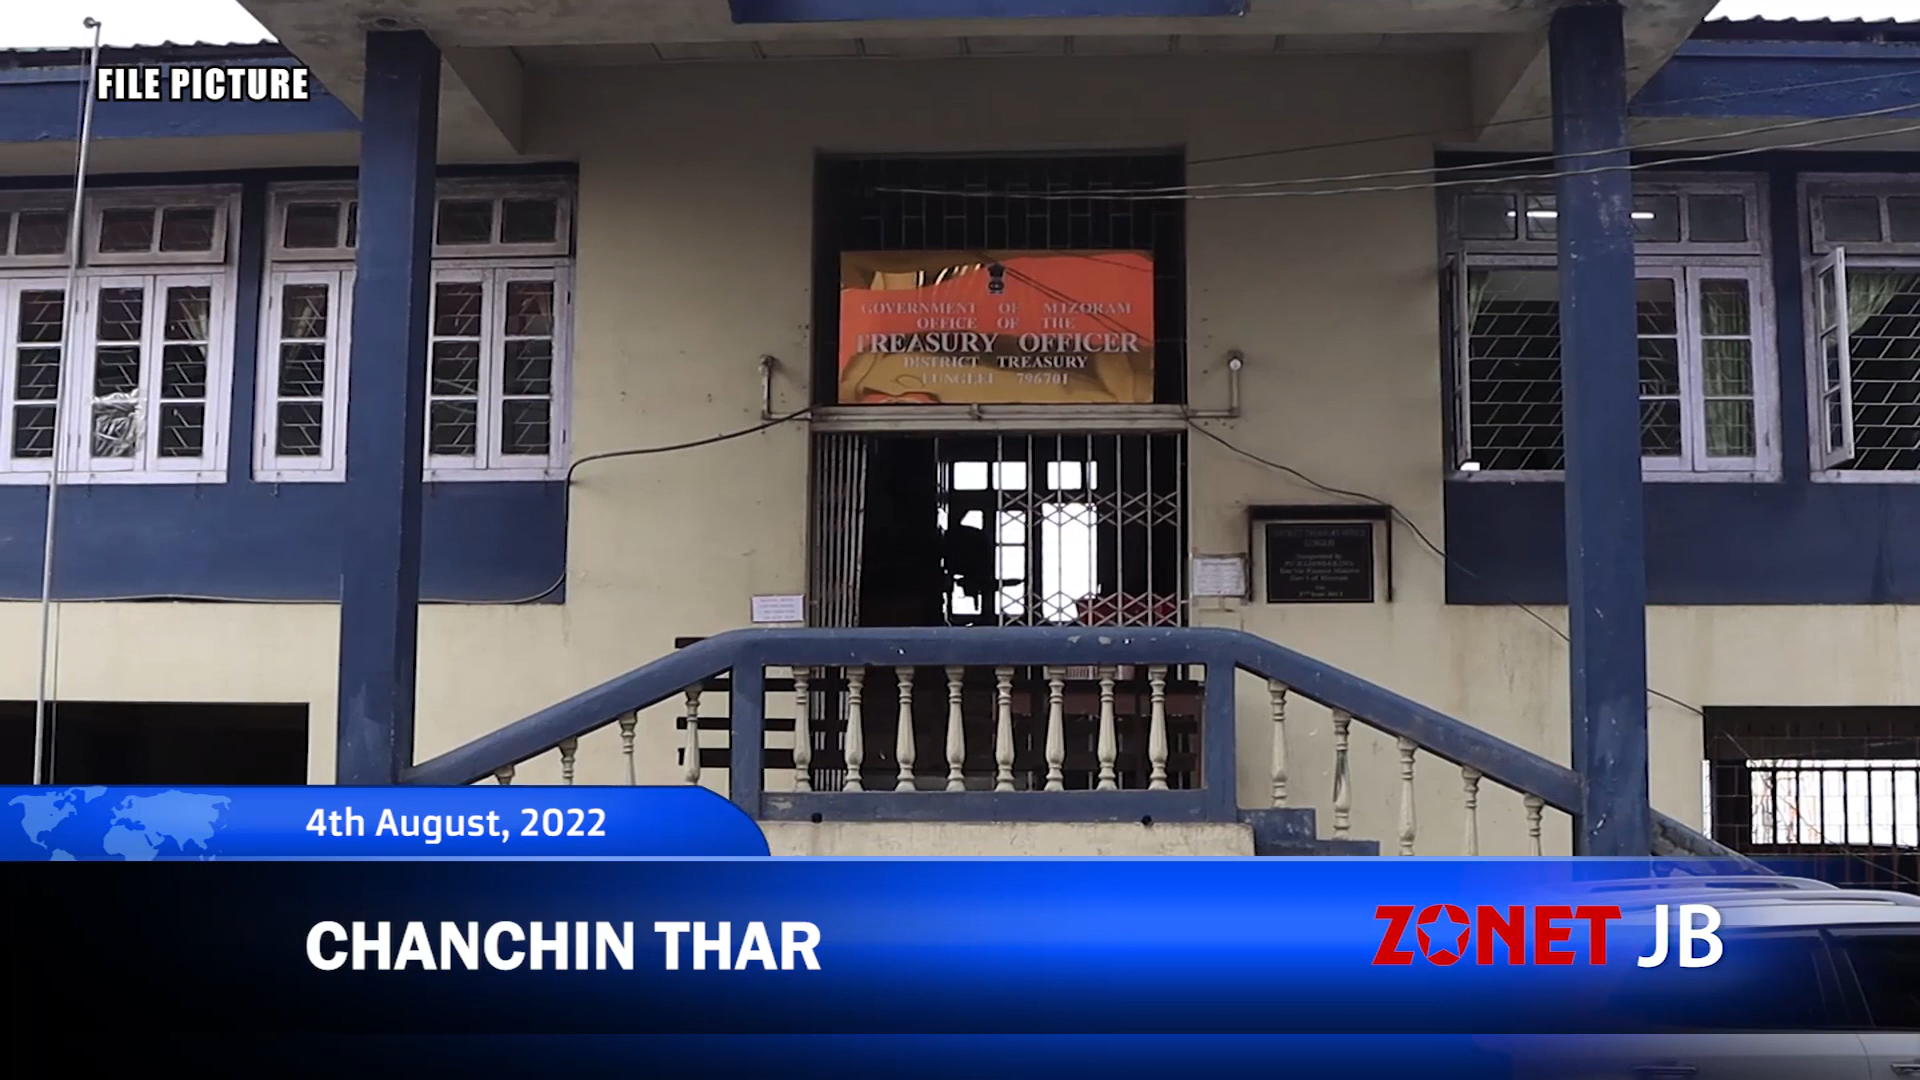 FILE PICTURE
GOVERNMENT OF MIZORAM
OFFICE OF THE
TREASURY OFFICER
DISTRICT TREASURY
LUNGLEI 796701
4th August, 2022
CHANCHIN THAR
ZONET JB